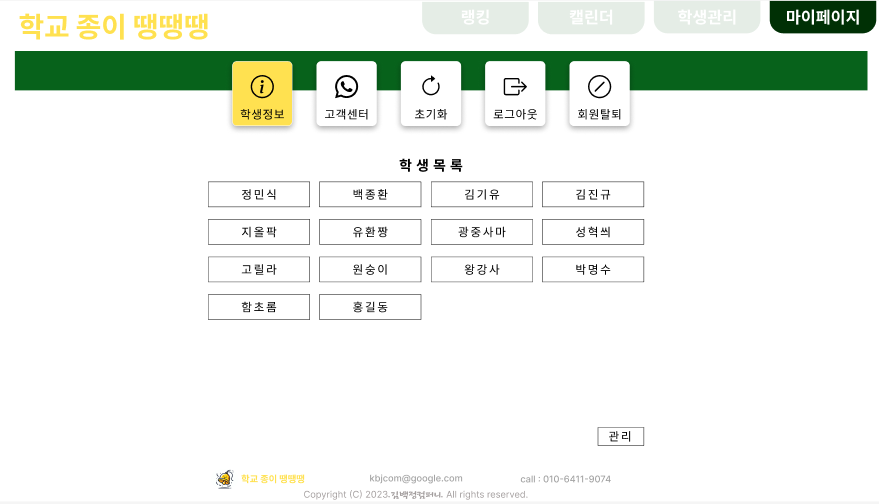 학교 종이 땡땡땡
랭킹 캘린더 학생관리 마이페이지
학생정보 고객센터 초기화 로그아웃 회원탈퇴
학생목록
정민식 백종환 김기유 김진규
지올팍 유환짱 광중사마 성혁씌
고릴라 원숭이 왕강사 박명수
함초롬 홍길동
관리
학교 종이 땡땡땡 kbjcom@google.com call : 010-6411-9074
Copyright (C) 2023.김백정컴퍼니. All rights reserved.